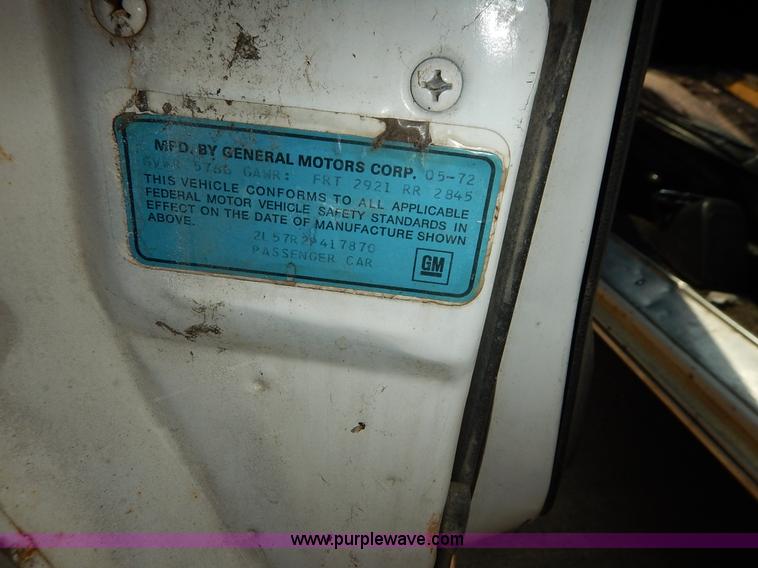 MFD. BY GENERAL MOTORS CORP. 05-72
GVWR 5766 GAWR: FRT 2921 RR 2845
THIS VEHICLE CONFORMS TO ALL APPLICABLE
FEDERAL MOTOR VEHICLE SAFETY STANDARDS IN
EFFECT ON THE DATE OF MANUFACTURE SHOWN
ABOVE.
2L57R2P417870
PASSENGER CAR
GM
www.purplewave.com